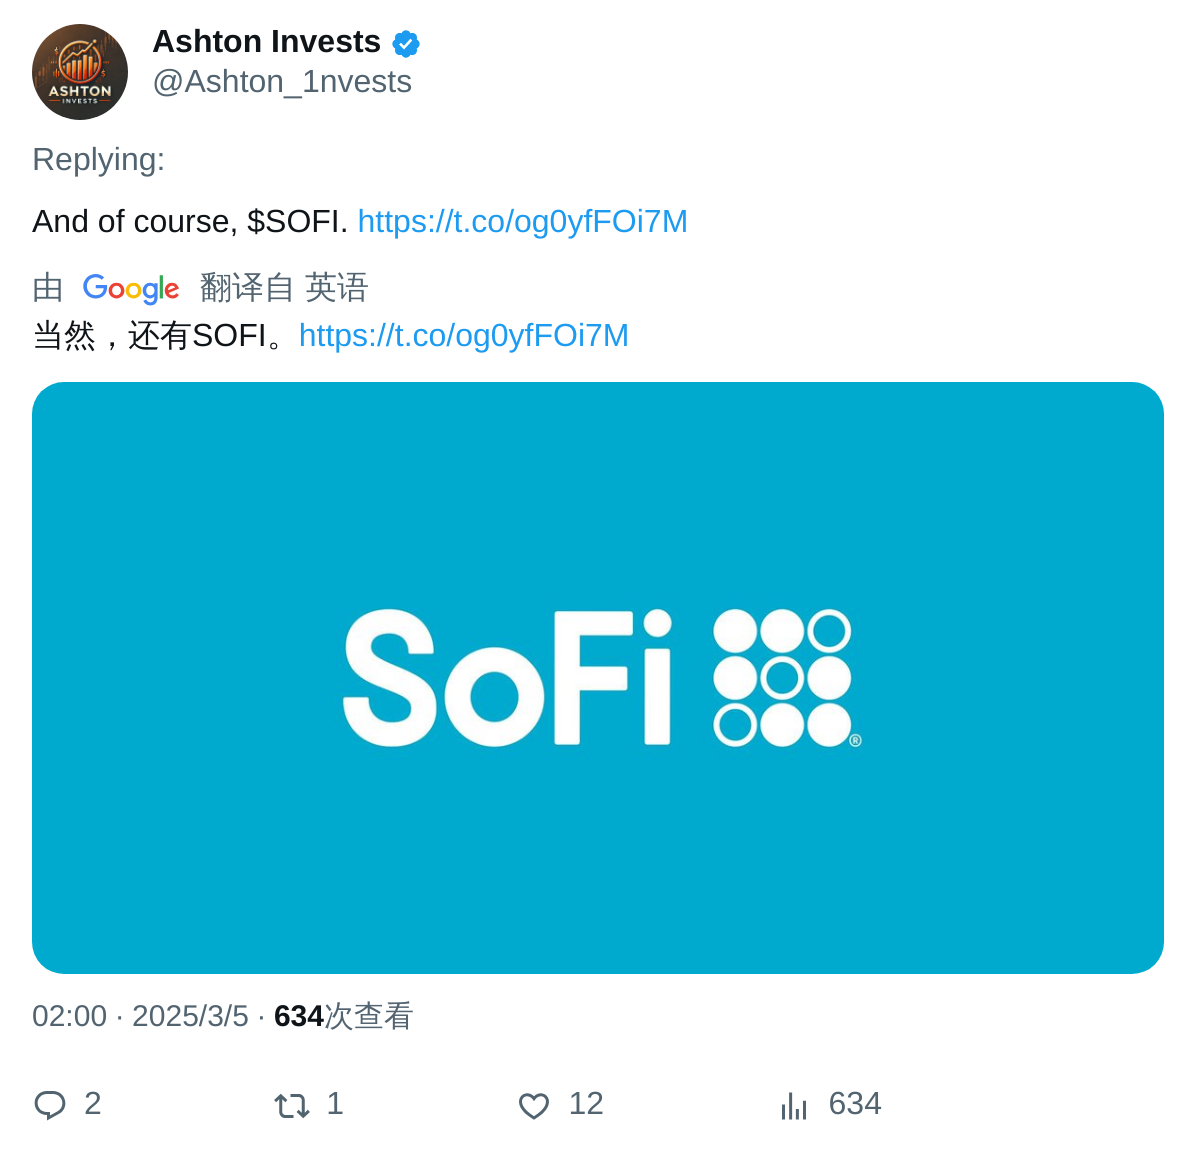 Ashton Invests
@Ashton_1nvests
ASHTON
INVESTS
Replying:
And of course, $SOFI. https://t.co/og0yfFOi7M
由 Google 翻译自 英语
当然，还有SOFI。https://t.co/og0yfFOi7M
SoFi ®
02:00 · 2025/3/5 · 634次查看
2 1 12 634